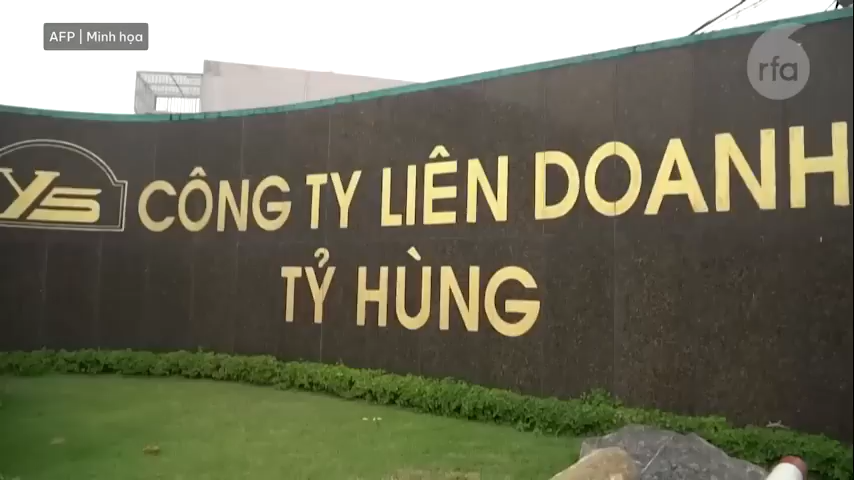 AFP | Minh họa
rfa
YS
CÔNG TY LIÊN DOANH
TỶ HÙNG